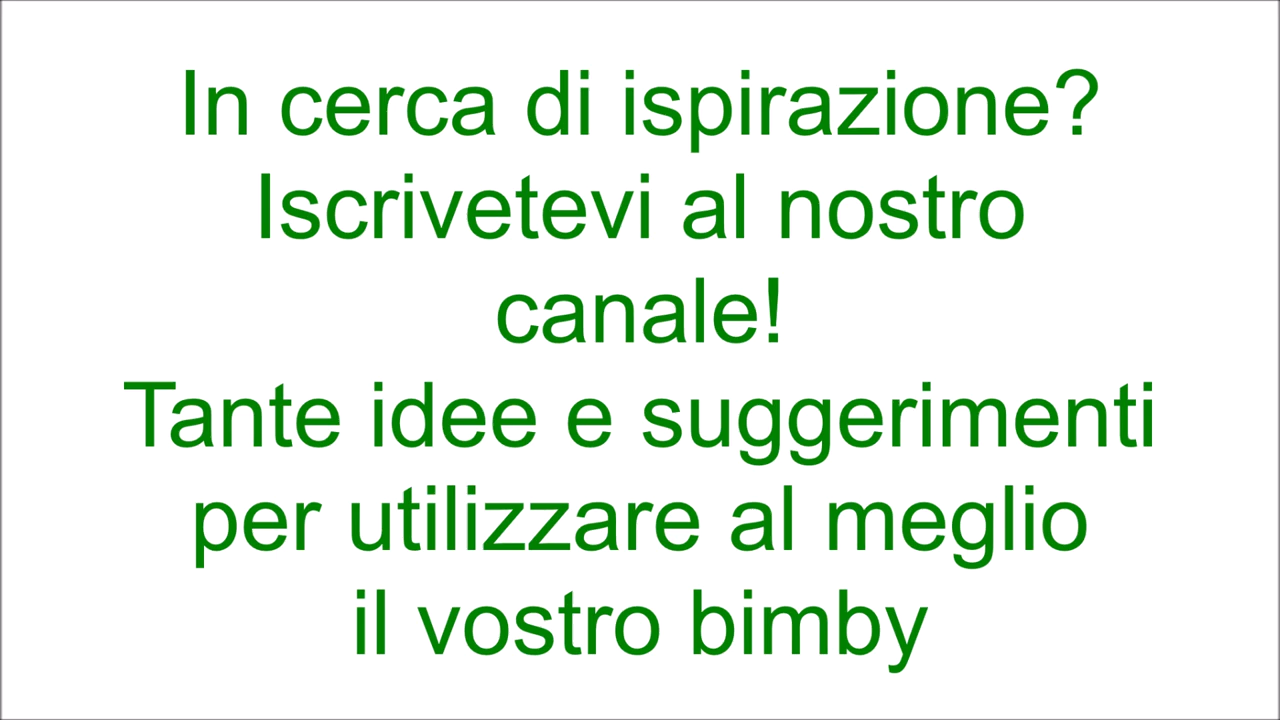 In cerca di ispirazione?
Iscrivetevi al nostro
canale!
Tante idee e suggerimenti
per utilizzare al meglio
il vostro bimby